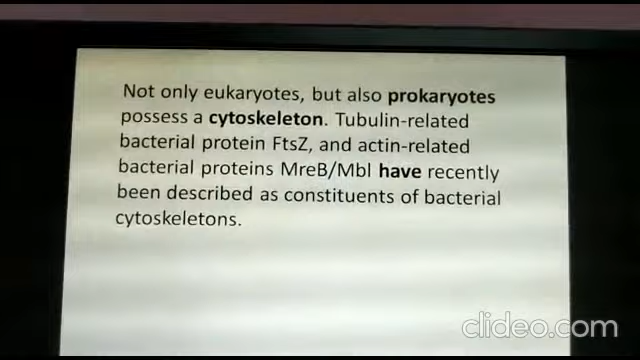 Not only eukaryotes, but also prokaryotes
possess a cytoskeleton. Tubulin-related
bacterial protein FtsZ, and actin-related
bacterial proteins MreB/Mbl have recently
been described as constituents of bacterial
cytoskeletons.
clideo.com